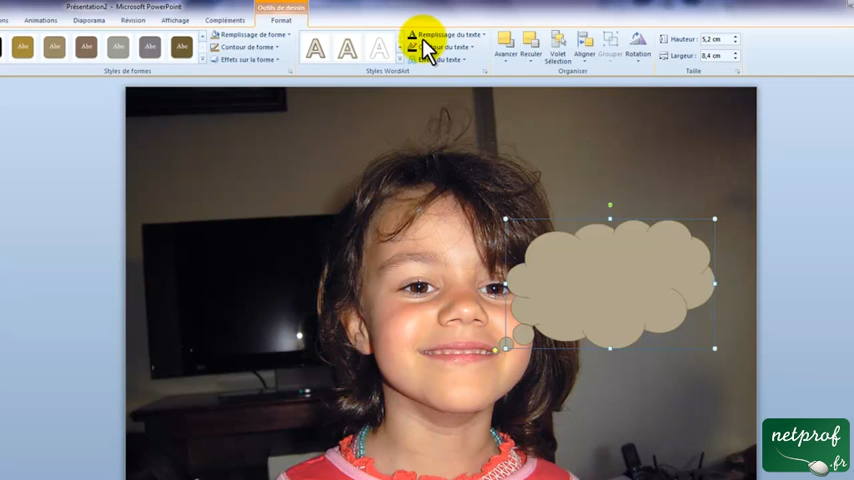 Présentation2 - Microsoft PowerPoint
Outils de dessin
Animations
Diaporama
Révision
Affichage
Compléments
Format
Abc
Abc
Abc
Abc
Abc
Abc
Remplissage de forme
Contour de forme
Effets sur la forme
Styles de formes
A
A
A
Styles WordArt
Remplissage du texte
du texte
du texte
Avancer
Reculer
Volet
Sélection
Aligner
Grouper
Rotation
Organiser
Hauteur : 5,2 cm
Largeur : 8,4 cm
Taille
netprof
.fr